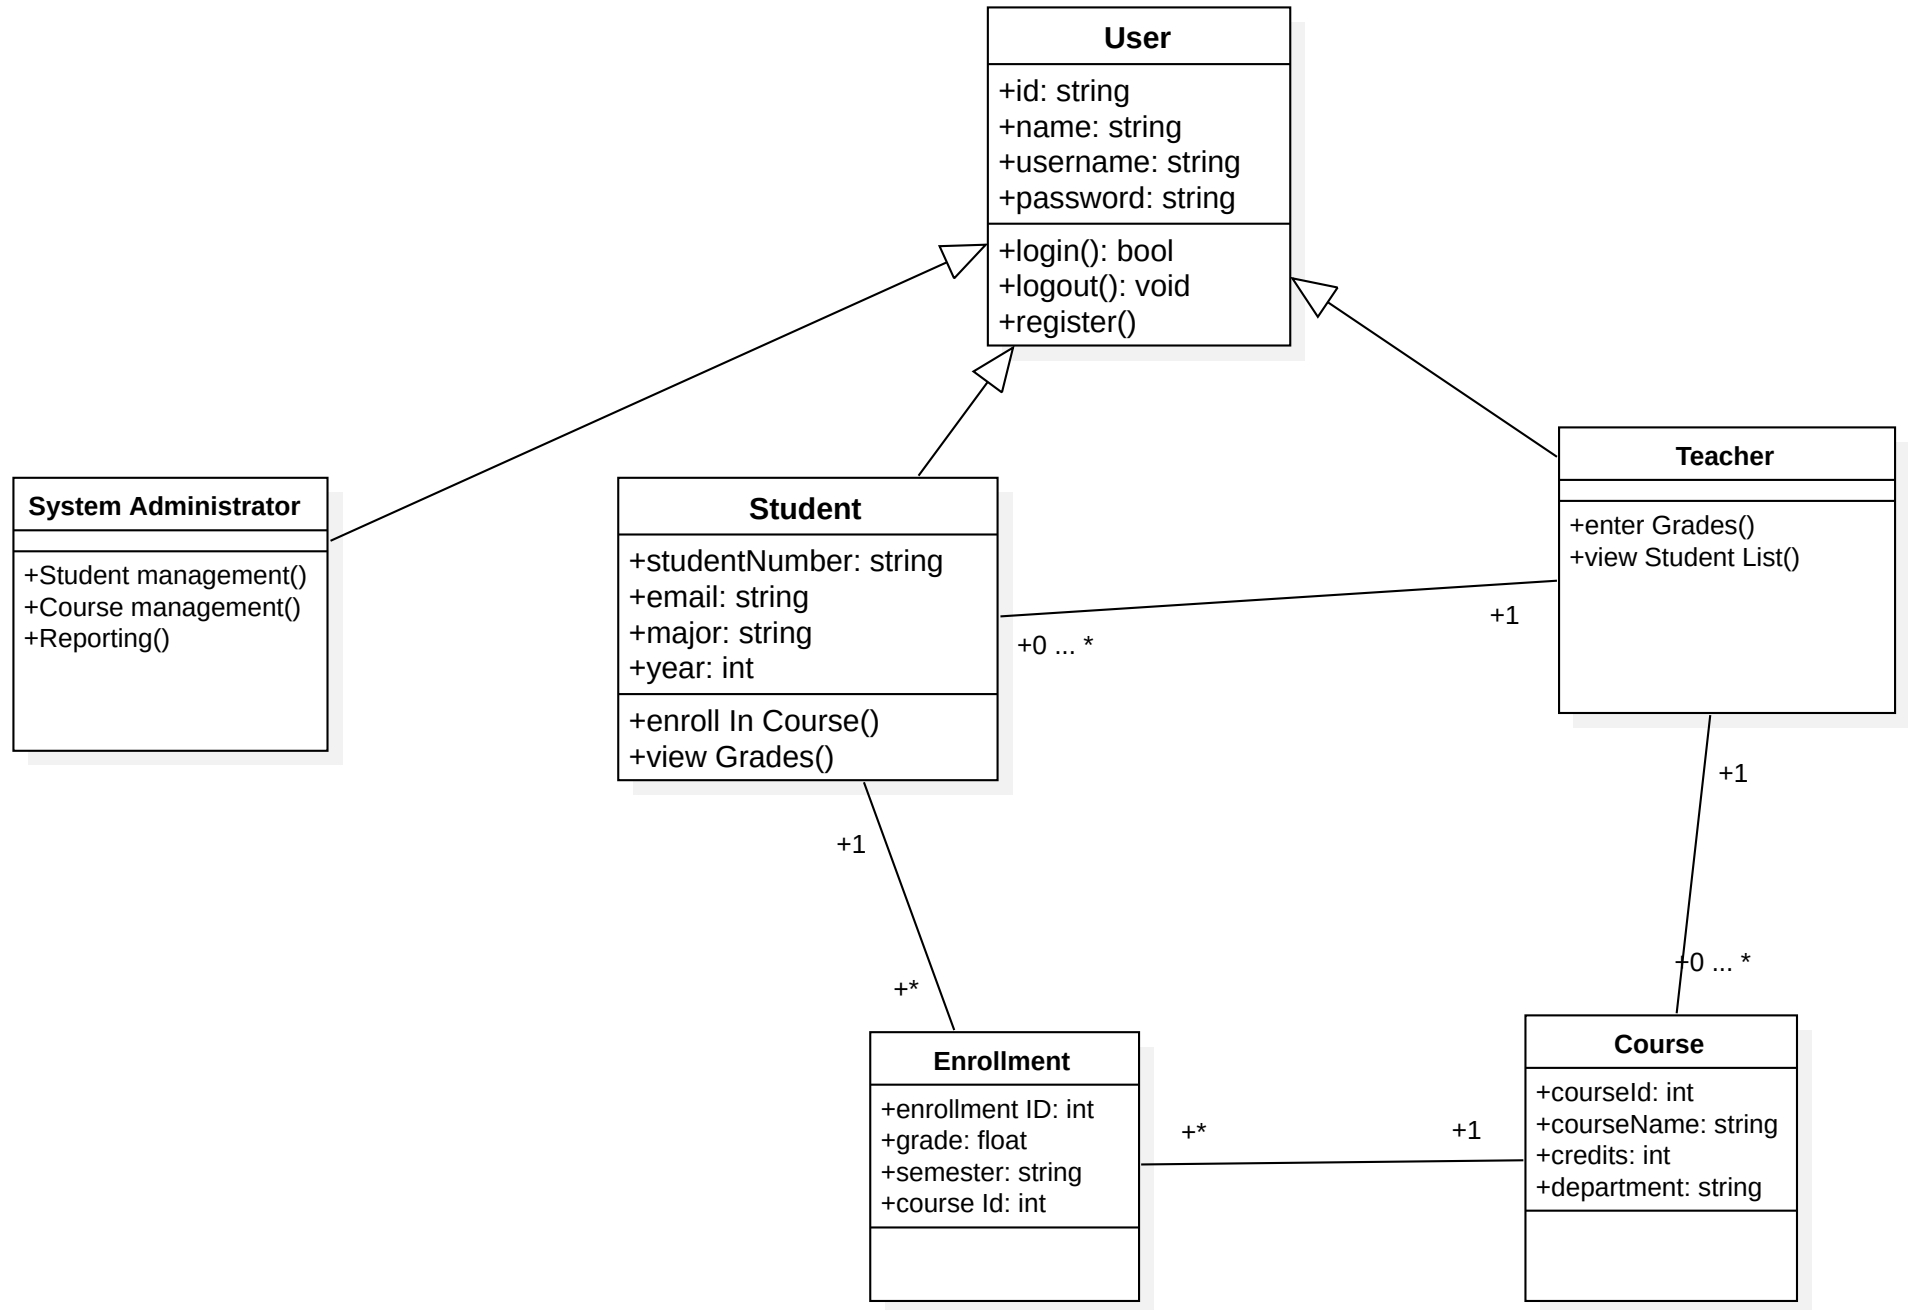 User
+id: string
+name: string
+username: string
+password: string
+login(): bool
+logout(): void
+register()
System Administrator
+Student management()
+Course management()
+Reporting()
Student
+studentNumber: string
+email: string
+major: string
+year: int
+enroll In Course()
+view Grades()
Teacher
+enter Grades()
+view Student List()
+0 ... *
+1
+1
+0 ... *
+1
+*
Enrollment
+enrollment ID: int
+grade: float
+semester: string
+course Id: int
+*
+1
Course
+courseId: int
+courseName: string
+credits: int
+department: string